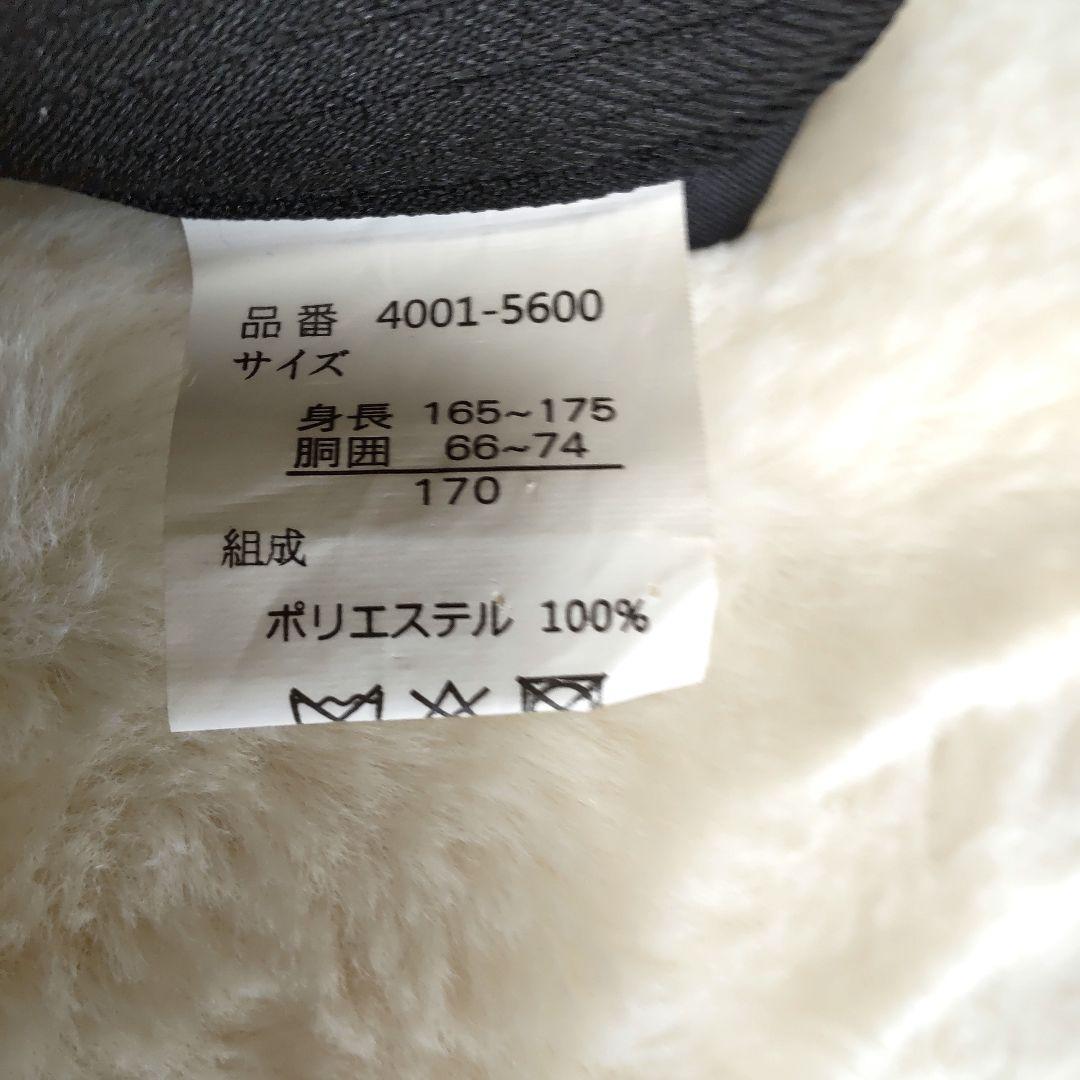 品番 4001-5600
サイズ
身長 165~175
胴囲 66~74
170
組成
ポリエステル 100%